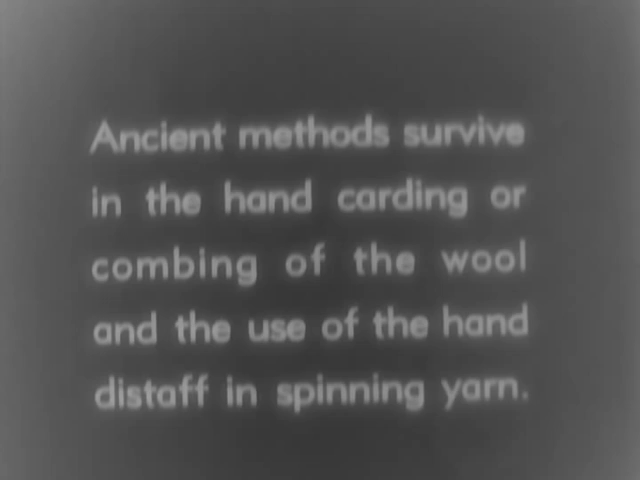 Ancient methods survive
in the hand carding or
combing of the wool
and the use of the hand
distaff in spinning yarn.